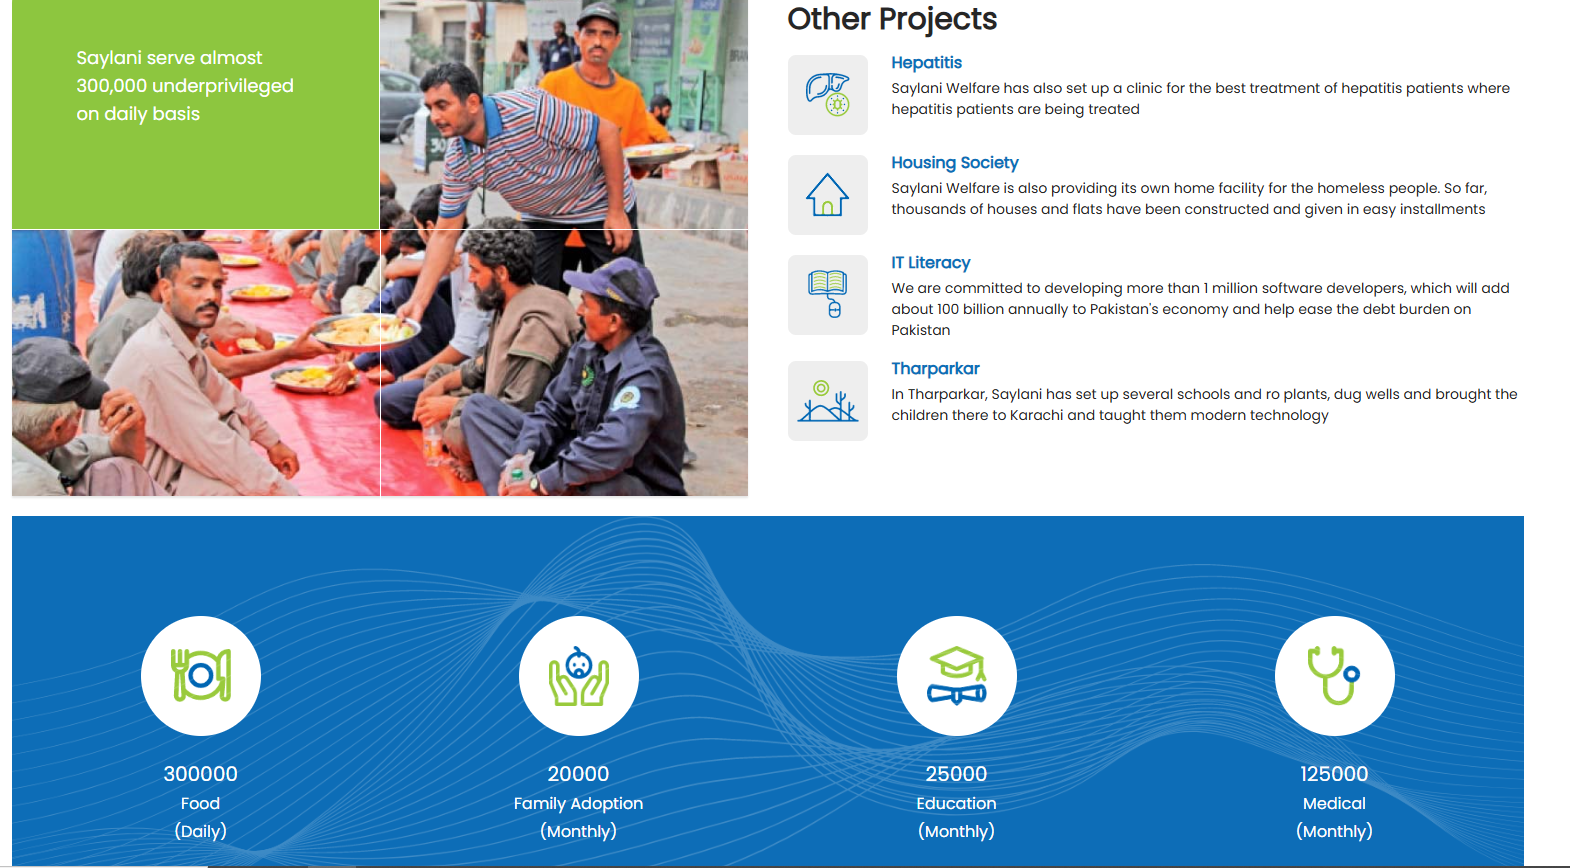 Saylani serve almost
300,000 underprivileged
on daily basis
Other Projects
Hepatitis
Saylani Welfare has also set up a clinic for the best treatment of hepatitis patients where
hepatitis patients are being treated
Housing Society
Saylani Welfare is also providing its own home facility for the homeless people. So far,
thousands of houses and flats have been constructed and given in easy installments
IT Literacy
We are committed to developing more than 1 million software developers, which will add
about 100 billion annually to Pakistan's economy and help ease the debt burden on
Pakistan
Tharparkar
In Tharparkar, Saylani has set up several schools and ro plants, dug wells and brought the
children there to Karachi and taught them modern technology
300000
Food
(Daily)
20000
Family Adoption
(Monthly)
25000
Education
(Monthly)
125000
Medical
(Monthly)